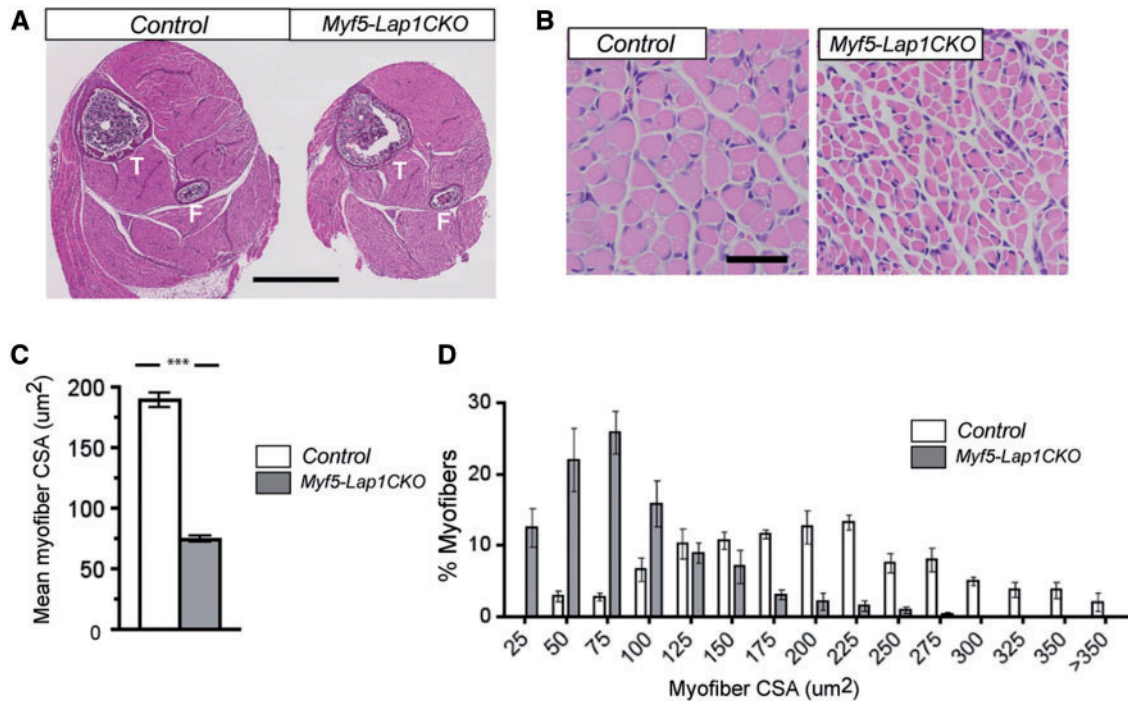 A
Control
Myf5-Lap1CKO
T
F
T
F
B
Control
Myf5-Lap1CKO
C
***
Mean myofiber CSA (um2)
200
150
100
50
0
Control
Myf5-Lap1CKO
D
% Myofibers
30
20
10
0
Control
Myf5-Lap1CKO
25 50 75 100 125 150 175 200 225 250 275 300 325 350 >350
Myofiber CSA (um2)